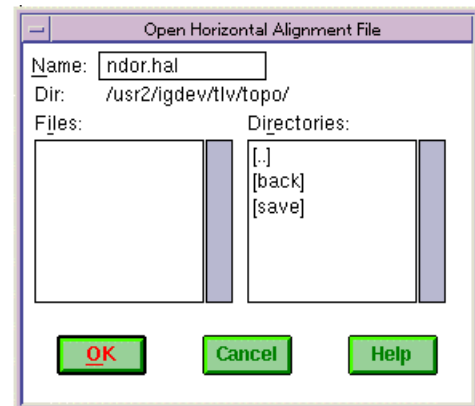 Open Horizontal Alignment File
Name: ndor.hal
Dir: /usr2/igdev/tlv/topo/
Files: Directories:
[..]
[back]
[save]
OK Cancel Help